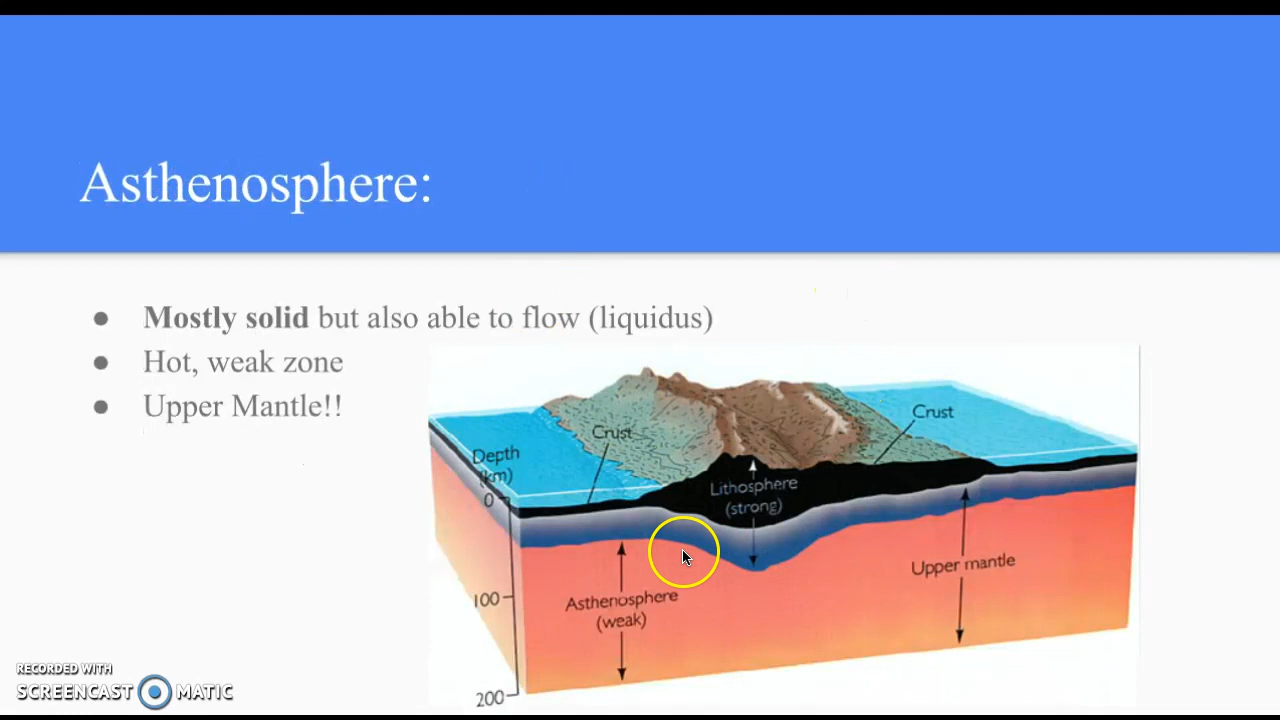 Asthenosphere:
● Mostly solid but also able to flow (liquidus)
● Hot, weak zone
● Upper Mantle!!
Crust
Crust
Depth
(km)
0
Lithosphere
(strong)
Upper mantle
100
Asthenosphere
(weak)
200
RECORDED WITH
SCREENCAST MATIC